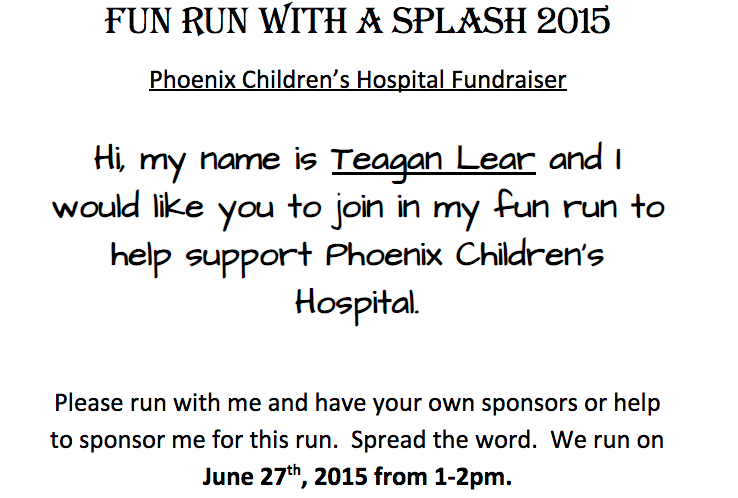 FUN RUN WITH A SPLASH 2015
Phoenix Children’s Hospital Fundraiser
Hi, my name is Teagan Lear and I
would like you to join in my fun run to
help support Phoenix Children’s
Hospital.
Please run with me and have your own sponsors or help
to sponsor me for this run.  Spread the word.  We run on
June 27th, 2015 from 1-2pm.